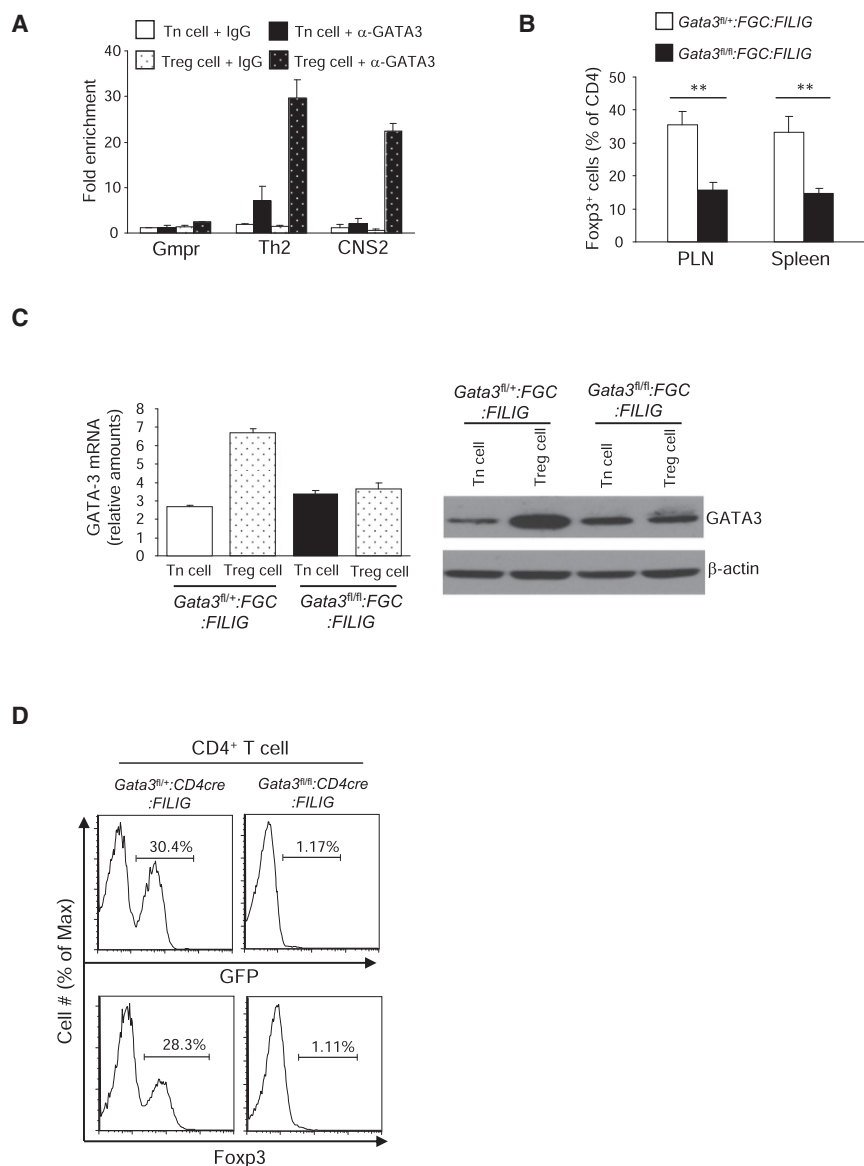 A
Tn cell + IgG
Tn cell + α-GATA3
Treg cell + IgG
Treg cell + α-GATA3
Fold enrichment
40
30
20
10
0
Gmpr
Th2
CNS2
B
Gata3fl/+:FGC:FILIG
Gata3fl/fl:FGC:FILIG
Foxp3+ cells (% of CD4)
50
40
30
20
10
0
**
**
PLN
Spleen
C
GATA-3 mRNA
(relative amounts)
8
7
6
5
4
3
2
1
0
Tn cell
Treg cell
Tn cell
Treg cell
Gata3fl/+:FGC
:FILIG
Gata3fl/fl:FGC
:FILIG
Gata3fl/+:FGC
:FILIG
Gata3fl/fl:FGC
:FILIG
Tn cell
Treg cell
Tn cell
Treg cell
GATA3
β-actin
D
CD4+ T cell
Gata3fl/+:CD4cre
:FILIG
Gata3fl/fl:CD4cre
:FILIG
Cell # (% of Max)
30.4%
1.17%
GFP
28.3%
1.11%
Foxp3